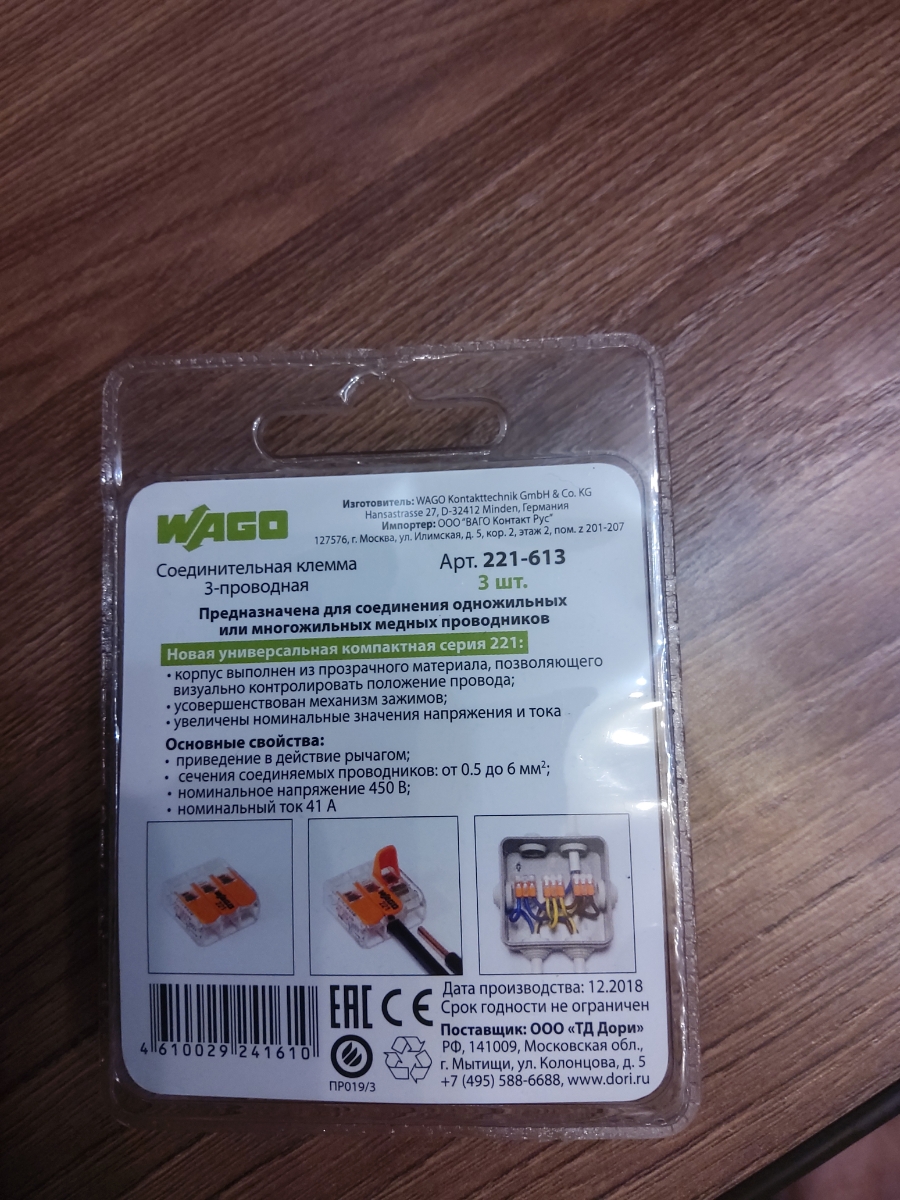 WAGO
Изготовитель: WAGO Kontakttechnik GmbH & Co. KG
Hansastrasse 27, D-32412 Minden, Германия
Импортер: ООО "ВАГО Контакт Рус"
127576, г. Москва, ул. Илимская, д. 5, кор. 2, этаж 2, пом. z 201-207
Соединительная клемма
3-проводная
Арт. 221-613
3 шт.
Предназначена для соединения одножильных
или многожильных медных проводников
Новая универсальная компактная серия 221:
• корпус выполнен из прозрачного материала, позволяющего
визуально контролировать положение провода;
• усовершенствован механизм зажимов;
• увеличены номинальные значения напряжения и тока
Основные свойства:
• приведение в действие рычагом;
• сечения соединяемых проводников: от 0.5 до 6 мм²;
• номинальное напряжение 450 В;
• номинальный ток 41 А
WAGO
221
4 610029 241610
EAC CE
ПР019/3
Дата производства: 12.2018
Срок годности не ограничен
Поставщик: ООО «ТД Дори»
РФ, 141009, Московская обл.,
г. Мытищи, ул. Колонцова, д. 5
+7 (495) 588-6688, www.dori.ru